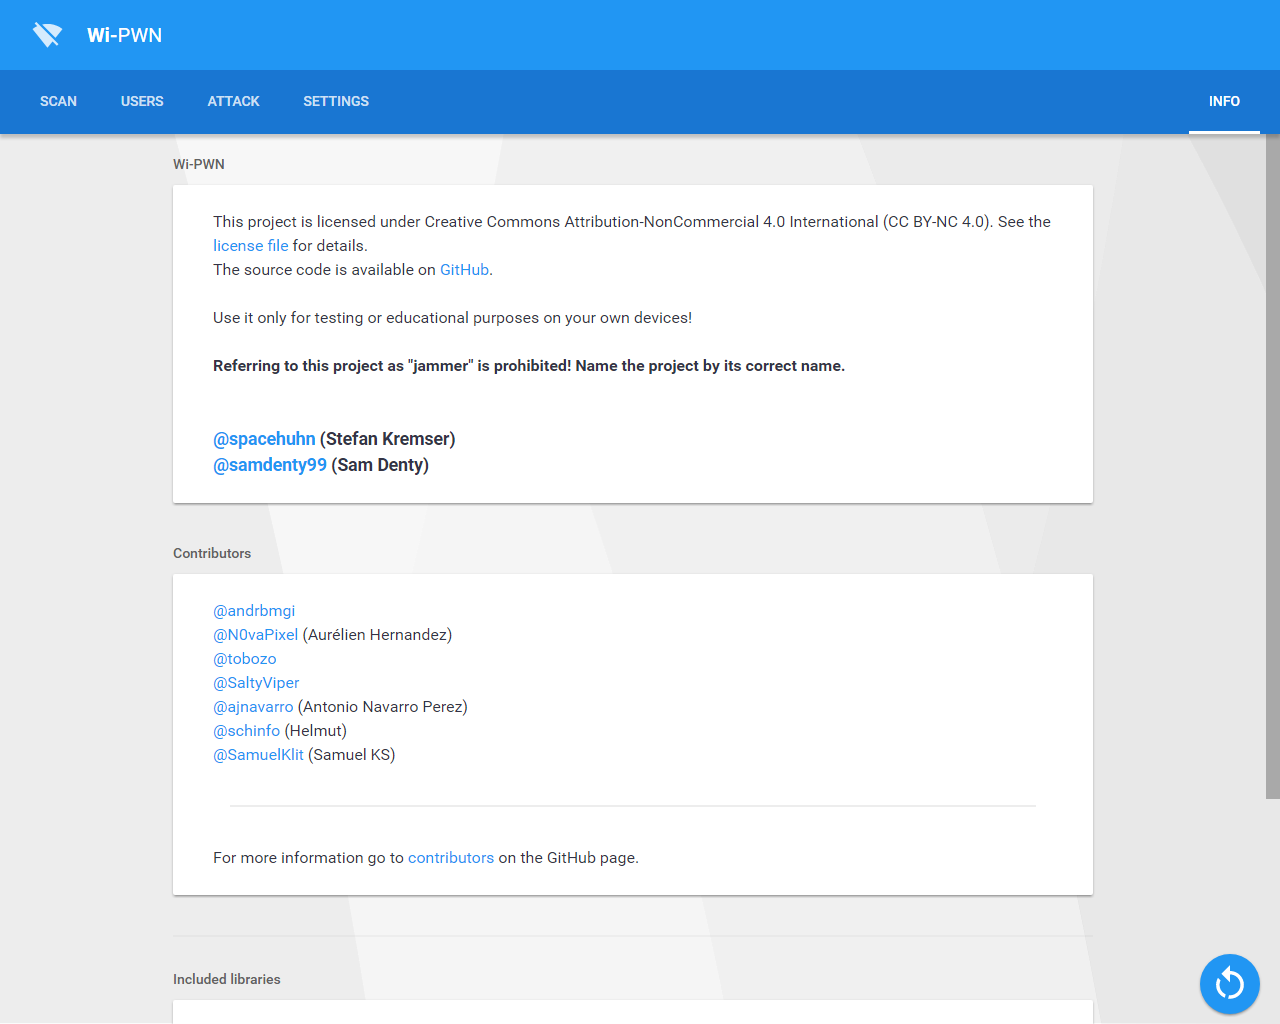 Wi-PWN
SCAN USERS ATTACK SETTINGS INFO
Wi-PWN
This project is licensed under Creative Commons Attribution-NonCommercial 4.0 International (CC BY-NC 4.0). See the
license file for details.
The source code is available on GitHub.
Use it only for testing or educational purposes on your own devices!
Referring to this project as "jammer" is prohibited! Name the project by its correct name.
@spacehuhn (Stefan Kremser)
@samdenty99 (Sam Denty)
Contributors
@andrbmgi
@N0vaPixel (Aurélien Hernandez)
@tobozo
@SaltyViper
@ajnavarro (Antonio Navarro Perez)
@schinfo (Helmut)
@SamuelKlit (Samuel KS)
For more information go to contributors on the GitHub page.
Included libraries